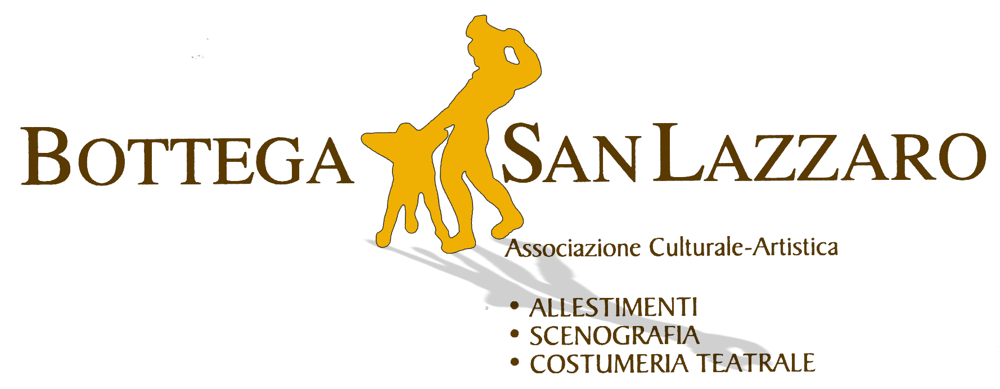 BOTTEGA SAN LAZZARO
Associazione Culturale-Artistica
• ALLESTIMENTI
• SCENOGRAFIA
• COSTUMERIA TEATRALE